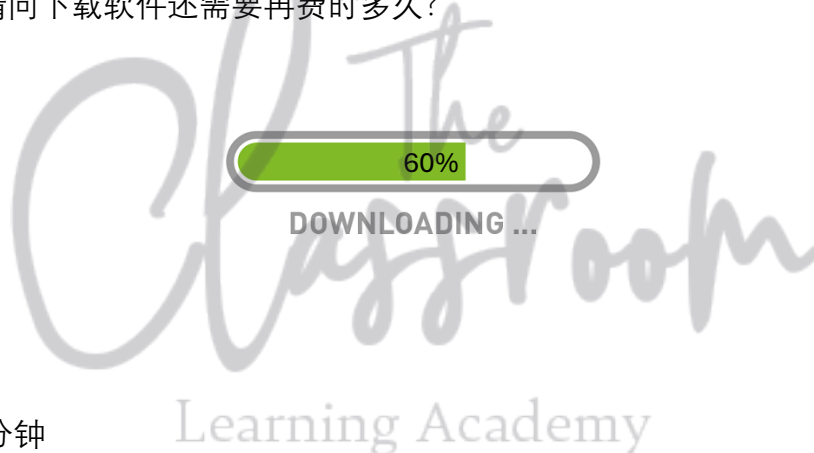 请问下载软件还需要再费时多久？
The
60%
DOWNLOADING ...
Classroom
Learning Academy
分钟